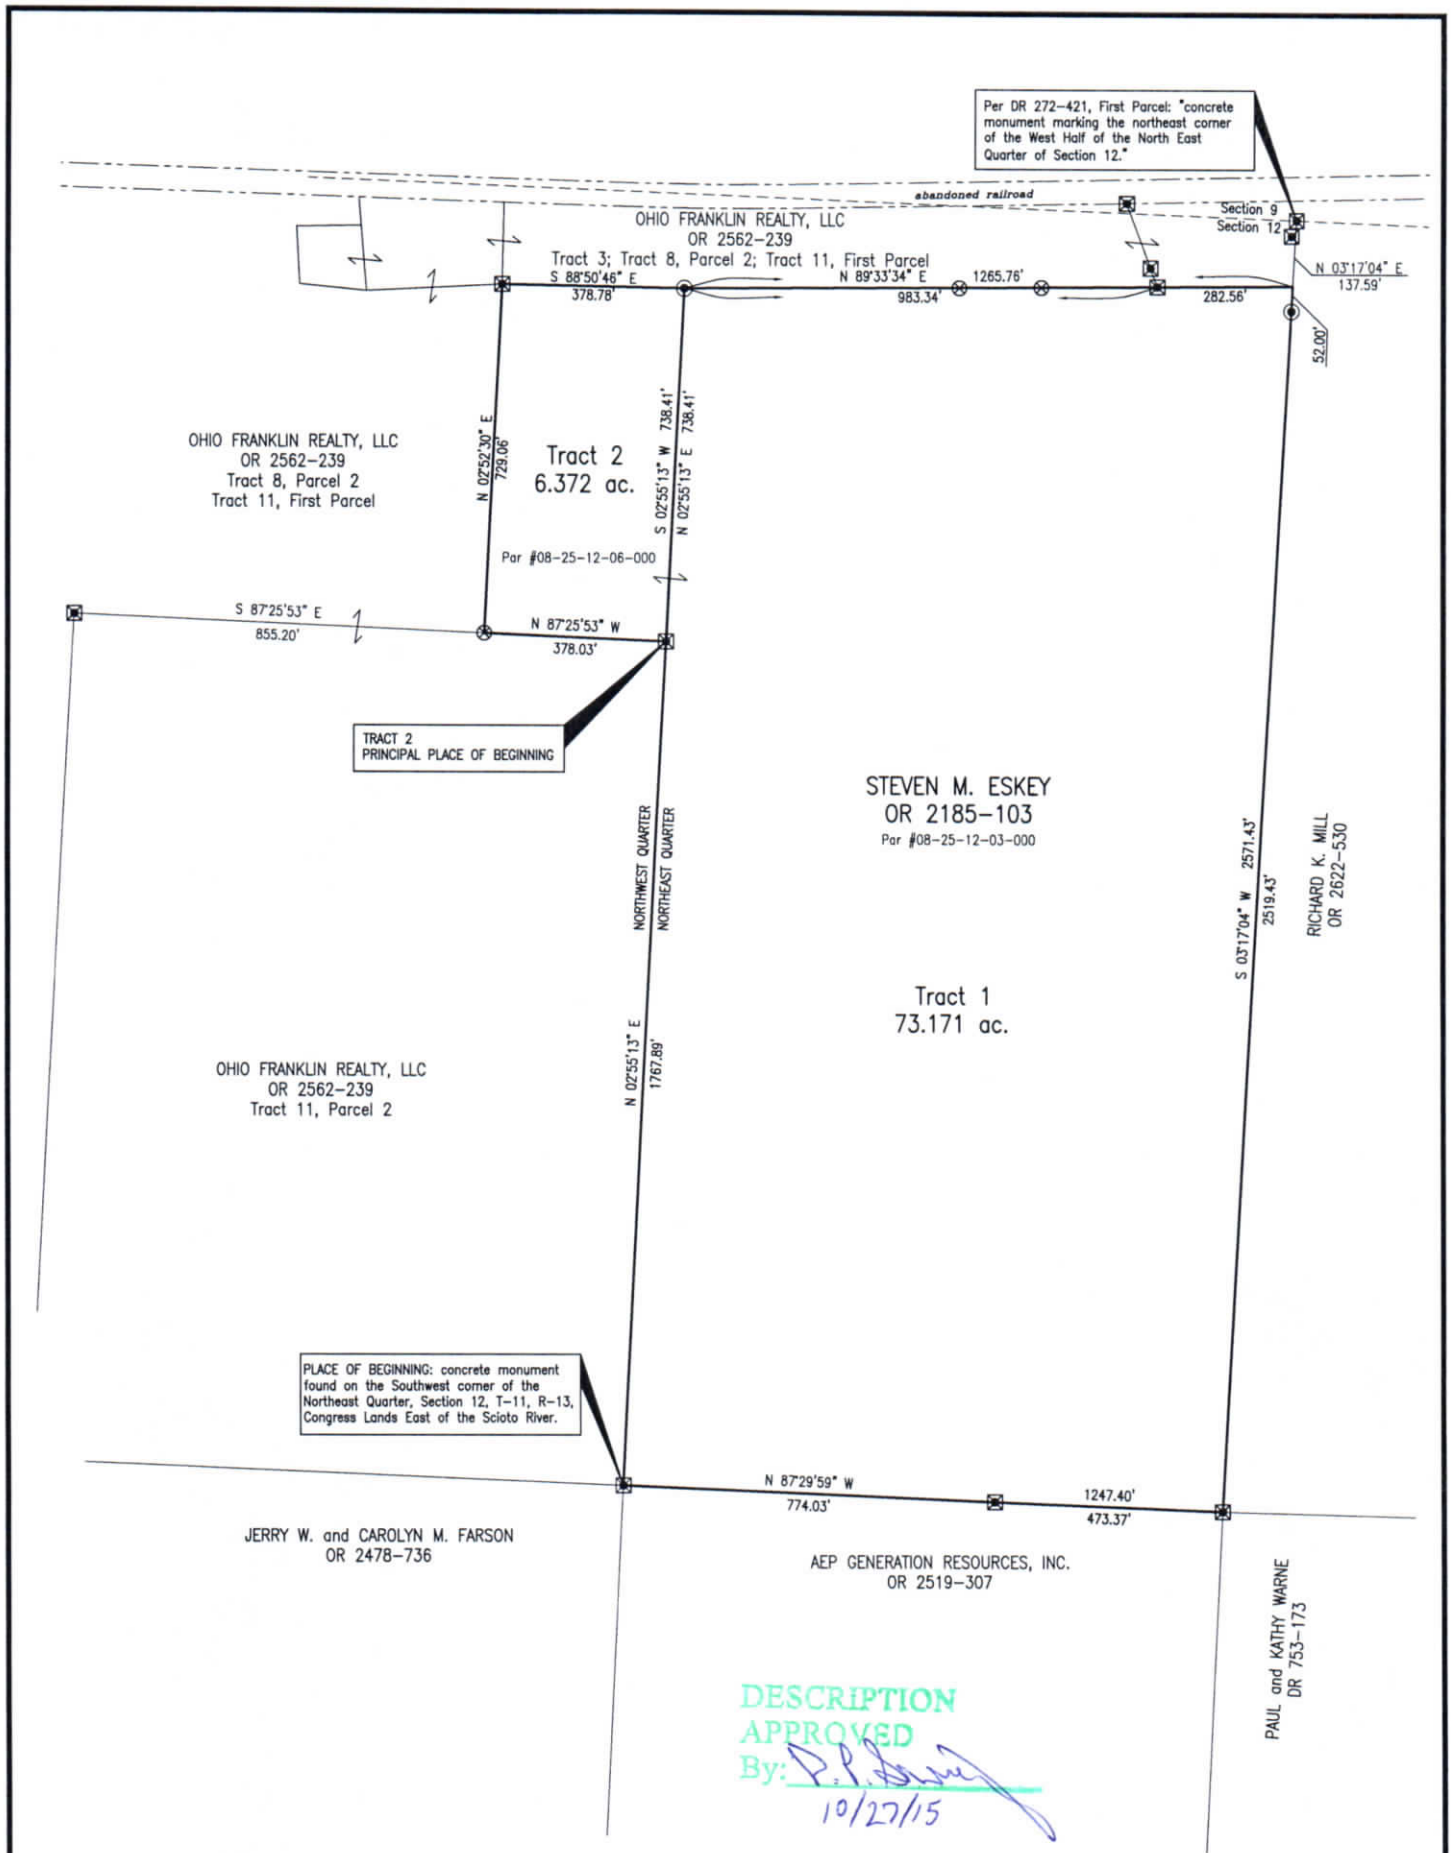 Per DR 272-421, First Parcel: "concrete
monument marking the northeast corner
of the West Half of the North East
Quarter of Section 12."
abandoned railroad
Section 9
Section 12
OHIO FRANKLIN REALTY, LLC
OR 2562-239
Tract 3; Tract 8, Parcel 2; Tract 11, First Parcel
S 88°50'46" E
378.78'
N 89°33'34" E
1265.76'
983.34'
282.56'
N 03°17'04" E
137.59'
52.00'
OHIO FRANKLIN REALTY, LLC
OR 2562-239
Tract 8, Parcel 2
Tract 11, First Parcel
N 02°52'30" E
729.06'
Tract 2
6.372 ac.
S 02°55'13" W 738.41'
N 02°55'13" E 738.41'
Par #08-25-12-06-000
S 87°25'53" E
855.20'
N 87°25'53" W
378.03'
TRACT 2
PRINCIPAL PLACE OF BEGINNING
STEVEN M. ESKEY
OR 2185-103
Par #08-25-12-03-000
NORTHWEST QUARTER
NORTHEAST QUARTER
S 03°17'04" W 2571.43'
2519.43'
RICHARD K. MILL
OR 2622-530
Tract 1
73.171 ac.
N 02°55'13" E
1767.89'
OHIO FRANKLIN REALTY, LLC
OR 2562-239
Tract 11, Parcel 2
PLACE OF BEGINNING: concrete monument
found on the Southwest corner of the
Northeast Quarter, Section 12, T-11, R-13,
Congress Lands East of the Scioto River.
N 87°29'59" W
774.03'
1247.40'
473.37'
JERRY W. and CAROLYN M. FARSON
OR 2478-736
AEP GENERATION RESOURCES, INC.
OR 2519-307
PAUL and KATHY WARNE
DR 753-173
DESCRIPTION
APPROVED
By:
10/27/15